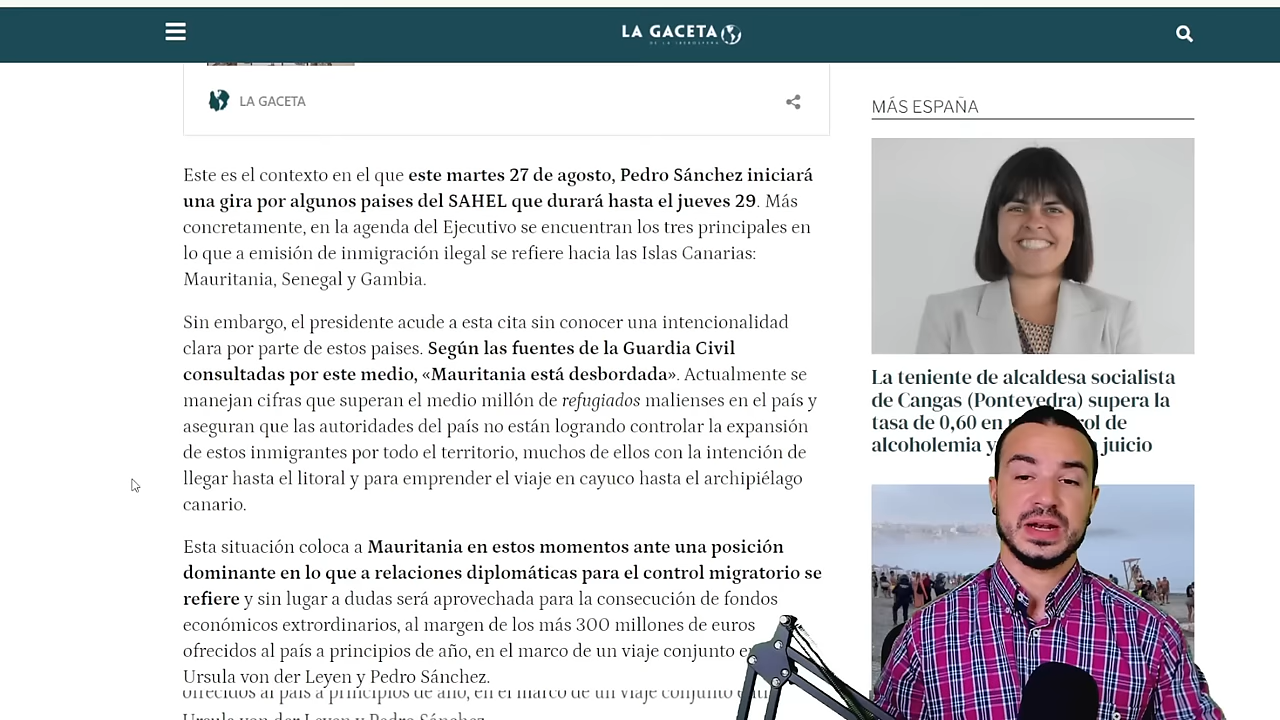 LA GACETA
DE LA IBEROSFERA
LA GACETA
Este es el contexto en el que este martes 27 de agosto, Pedro Sánchez iniciará
una gira por algunos paises del SAHEL que durará hasta el jueves 29. Más
concretamente, en la agenda del Ejecutivo se encuentran los tres principales en
lo que a emisión de inmigración ilegal se refiere hacia las Islas Canarias:
Mauritania, Senegal y Gambia.
Sin embargo, el presidente acude a esta cita sin conocer una intencionalidad
clara por parte de estos paises. Según las fuentes de la Guardia Civil
consultadas por este medio, «Mauritania está desbordada». Actualmente se
manejan cifras que superan el medio millón de refugiados malienses en el país y
aseguran que las autoridades del país no están logrando controlar la expansión
de estos inmigrantes por todo el territorio, muchos de ellos con la intención de
llegar hasta el litoral y para emprender el viaje en cayuco hasta el archipiélago
canario.
Esta situación coloca a Mauritania en estos momentos ante una posición
dominante en lo que a relaciones diplomáticas para el control migratorio se
refiere y sin lugar a dudas será aprovechada para la consecución de fondos
económicos extrordinarios, al margen de los más 300 millones de euros
ofrecidos al país a principios de año, en el marco de un viaje conjunto
Ursula von der Leyen y Pedro Sánchez.
ofrecidos al país a principios de año, en el marco de un viaje conjunto
Ursula von der Leyen y Pedro Sánchez
MÁS ESPAÑA
La teniente de alcaldesa socialista
de Cangas (Pontevedra) supera la
tasa de 0,60 en de
alcoholemia y juicio